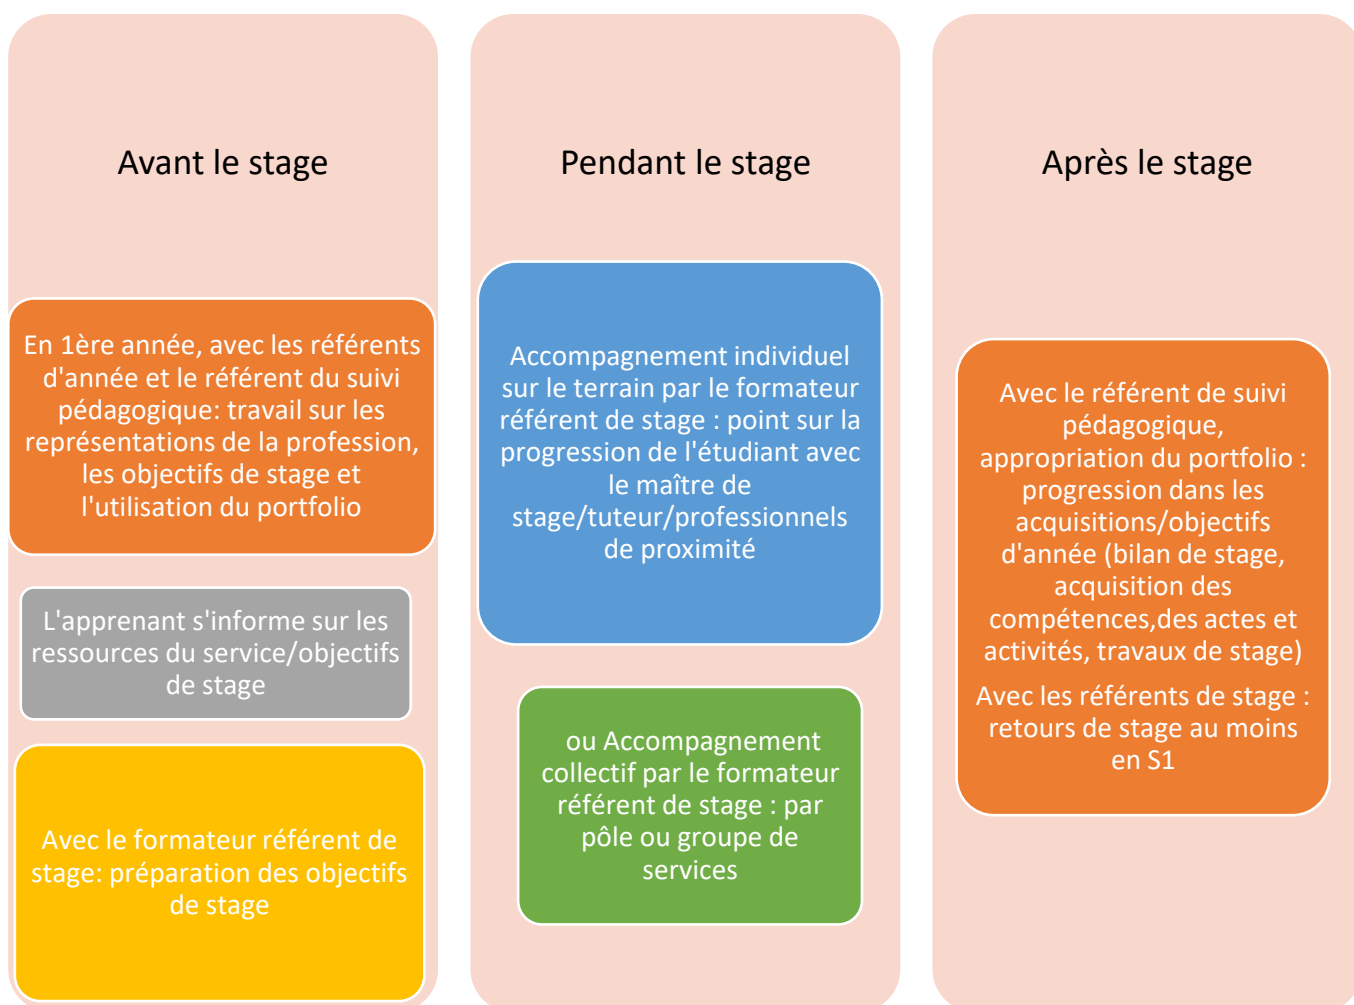 Avant le stage
En 1ère année, avec les référents
d'année et le référent du suivi
pédagogique: travail sur les
représentations de la profession,
les objectifs de stage et
l'utilisation du portfolio
L'apprenant s'informe sur les
ressources du service/objectifs
de stage
Avec le formateur référent de
stage: préparation des objectifs
de stage
Pendant le stage
Accompagnement individuel
sur le terrain par le formateur
référent de stage : point sur la
progression de l'étudiant avec
le maître de
stage/tuteur/professionnels
de proximité
ou Accompagnement
collectif par le formateur
référent de stage : par
pôle ou groupe de
services
Après le stage
Avec le référent de suivi
pédagogique,
appropriation du portfolio :
progression dans les
acquisitions/objectifs
d'année (bilan de stage,
acquisition des
compétences,des actes et
activités, travaux de stage)
Avec les référents de stage :
retours de stage au moins
en S1